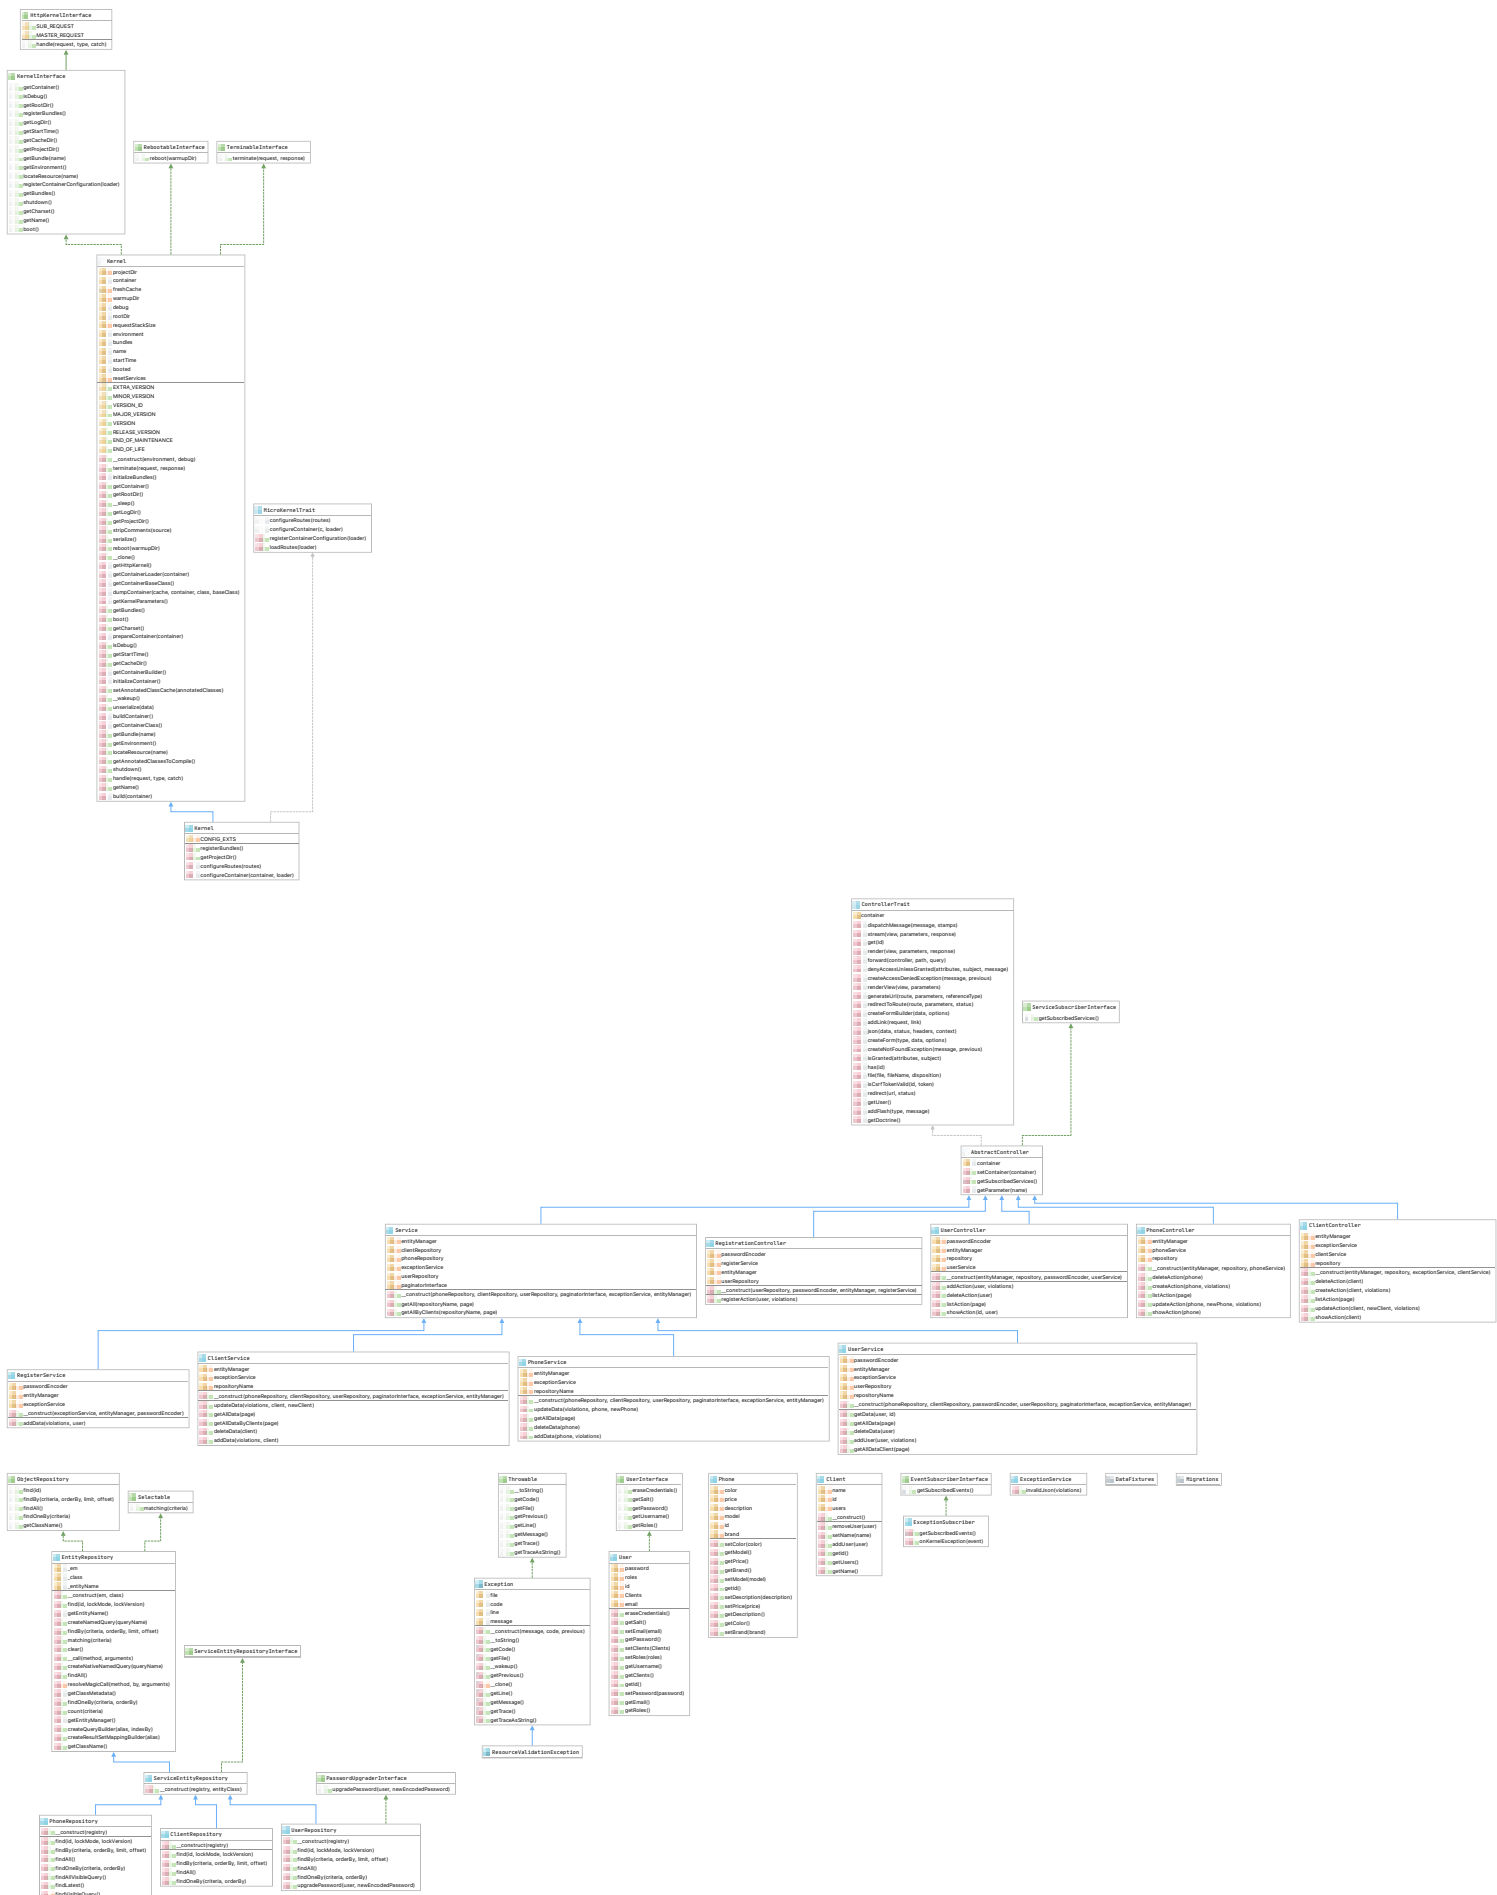 HttpKernelInterface
SUB_REQUEST
MASTER_REQUEST
handle(request, type, catch)
KernelInterface
getContainer()
isDebug()
getRootDir()
registerBundles()
getLogDir()
getStartTime()
getCacheDir()
getProjectDir()
getBundle(name)
getEnvironment()
locateResource(name)
registerContainerConfiguration(loader)
getBundles()
shutdown()
getCharset()
getName()
boot()
RebootableInterface
reboot(warmupDir)
TerminableInterface
terminate(request, response)
Kernel
projectDir
container
freshCache
warmupDir
debug
rootDir
requestStackSize
environment
bundles
name
startTime
booted
resetServices
EXTRA_VERSION
MINOR_VERSION
VERSION_ID
MAJOR_VERSION
VERSION
RELEASE_VERSION
END_OF_MAINTENANCE
END_OF_LIFE
__construct(environment, debug)
terminate(request, response)
initializeBundles()
getContainer()
getRootDir()
__sleep()
getLogDir()
getProjectDir()
stripComments(source)
serialize()
reboot(warmupDir)
__clone()
getHttpKernel()
getContainerLoader(container)
getContainerBaseClass()
dumpContainer(cache, container, class, baseClass)
getKernelParameters()
getBundles()
boot()
getCharset()
prepareContainer(container)
isDebug()
getStartTime()
getCacheDir()
getContainerBuilder()
initializeContainer()
setAnnotatedClassCache(annotatedClasses)
__wakeup()
unserialize(data)
buildContainer()
getContainerClass()
getBundle(name)
getEnvironment()
locateResource(name)
getAnnotatedClassesToCompile()
shutdown()
handle(request, type, catch)
getName()
build(container)
MicroKernelTrait
configureRoutes(routes)
configureContainer(c, loader)
registerContainerConfiguration(loader)
loadRoutes(loader)
Kernel
CONFIG_EXTS
registerBundles()
getProjectDir()
configureRoutes(routes)
configureContainer(container, loader)
ControllerTrait
container
dispatchMessage(message, stamps)
stream(view, parameters, response)
get(id)
render(view, parameters, response)
forward(controller, path, query)
denyAccessUnlessGranted(attributes, subject, message)
createAccessDeniedException(message, previous)
renderView(view, parameters)
generateUrl(route, parameters, referenceType)
redirectToRoute(route, parameters, status)
createFormBuilder(data, options)
addLink(request, link)
json(data, status, headers, context)
createForm(type, data, options)
createNotFoundException(message, previous)
isGranted(attributes, subject)
has(id)
file(file, fileName, disposition)
isCsrfTokenValid(id, token)
redirect(url, status)
getUser()
addFlash(type, message)
getDoctrine()
ServiceSubscriberInterface
getSubscribedServices()
AbstractController
container
setContainer(container)
getSubscribedServices()
getParameter(name)
Service
entityManager
clientRepository
phoneRepository
exceptionService
userRepository
paginatorInterface
__construct(phoneRepository, clientRepository, userRepository, paginatorInterface, exceptionService, entityManager)
getAll(repositoryName, page)
getAllByClients(repositoryName, page)
RegistrationController
passwordEncoder
registerService
entityManager
userRepository
__construct(userRepository, passwordEncoder, entityManager, registerService)
registerAction(user, violations)
UserController
passwordEncoder
entityManager
repository
userService
__construct(entityManager, repository, passwordEncoder, userService)
addAction(user, violations)
deleteAction(user)
listAction(page)
showAction(id, user)
PhoneController
entityManager
phoneService
repository
__construct(entityManager, repository, phoneService)
deleteAction(phone)
createAction(phone, violations)
listAction(page)
updateAction(phone, newPhone, violations)
showAction(phone)
ClientController
entityManager
exceptionService
clientService
repository
__construct(entityManager, repository, exceptionService, clientService)
deleteAction(client)
createAction(client, violations)
listAction(page)
updateAction(client, newClient, violations)
showAction(client)
RegisterService
passwordEncoder
entityManager
exceptionService
__construct(exceptionService, entityManager, passwordEncoder)
addData(violations, user)
ClientService
entityManager
exceptionService
repositoryName
__construct(phoneRepository, clientRepository, userRepository, paginatorInterface, exceptionService, entityManager)
updateData(violations, client, newClient)
getAllData(page)
getAllDataByClients(page)
deleteData(client)
addData(violations, client)
PhoneService
entityManager
exceptionService
repositoryName
__construct(phoneRepository, clientRepository, userRepository, paginatorInterface, exceptionService, entityManager)
updateData(violations, phone, newPhone)
getAllData(page)
deleteData(phone)
addData(phone, violations)
UserService
passwordEncoder
entityManager
exceptionService
userRepository
repositoryName
__construct(phoneRepository, clientRepository, passwordEncoder, userRepository, paginatorInterface, exceptionService, entityManager)
getData(user, id)
getAllData(page)
deleteData(user)
addUser(user, violations)
getAllDataClient(page)
ObjectRepository
find(id)
findBy(criteria, orderBy, limit, offset)
findAll()
findOneBy(criteria)
getClassName()
Selectable
matching(criteria)
EntityRepository
_em
_class
_entityName
__construct(em, class)
find(id, lockMode, lockVersion)
getEntityName()
createNamedQuery(queryName)
findBy(criteria, orderBy, limit, offset)
matching(criteria)
clear()
__call(method, arguments)
createNativeNamedQuery(queryName)
findAll()
resolveMagicCall(method, by, arguments)
getClassMetadata()
findOneBy(criteria, orderBy)
count(criteria)
getEntityManager()
createQueryBuilder(alias, indexBy)
createResultSetMappingBuilder(alias)
getClassName()
ServiceEntityRepositoryInterface
Throwable
__toString()
getCode()
getFile()
getPrevious()
getLine()
getMessage()
getTrace()
getTraceAsString()
Exception
file
code
line
message
__construct(message, code, previous)
__toString()
getCode()
getFile()
__wakeup()
getPrevious()
__clone()
getLine()
getMessage()
getTrace()
getTraceAsString()
ResourceValidationException
UserInterface
eraseCredentials()
getSalt()
getPassword()
getUsername()
getRoles()
User
password
roles
id
Clients
email
eraseCredentials()
getSalt()
setEmail(email)
getPassword()
setClients(Clients)
setRoles(roles)
getUsername()
getClients()
getId()
setPassword(password)
getEmail()
getRoles()
Phone
color
price
description
model
id
brand
setColor(color)
getModel()
getPrice()
getBrand()
setModel(model)
getId()
setDescription(description)
setPrice(price)
getDescription()
getColor()
setBrand(brand)
Client
name
id
users
__construct()
removeUser(user)
setName(name)
addUser(user)
getId()
getUsers()
getName()
EventSubscriberInterface
getSubscribedEvents()
ExceptionSubscriber
getSubscribedEvents()
onKernelException(event)
ExceptionService
invalidJson(violations)
DataFixtures
Migrations
ServiceEntityRepository
__construct(registry, entityClass)
PasswordUpgraderInterface
upgradePassword(user, newEncodedPassword)
PhoneRepository
__construct(registry)
find(id, lockMode, lockVersion)
findBy(criteria, orderBy, limit, offset)
findAll()
findOneBy(criteria, orderBy)
findAllVisibleQuery()
findLatest()
findVisibleQuery()
ClientRepository
__construct(registry)
find(id, lockMode, lockVersion)
findBy(criteria, orderBy, limit, offset)
findAll()
findOneBy(criteria, orderBy)
UserRepository
__construct(registry)
find(id, lockMode, lockVersion)
findBy(criteria, orderBy, limit, offset)
findAll()
findOneBy(criteria, orderBy)
upgradePassword(user, newEncodedPassword)